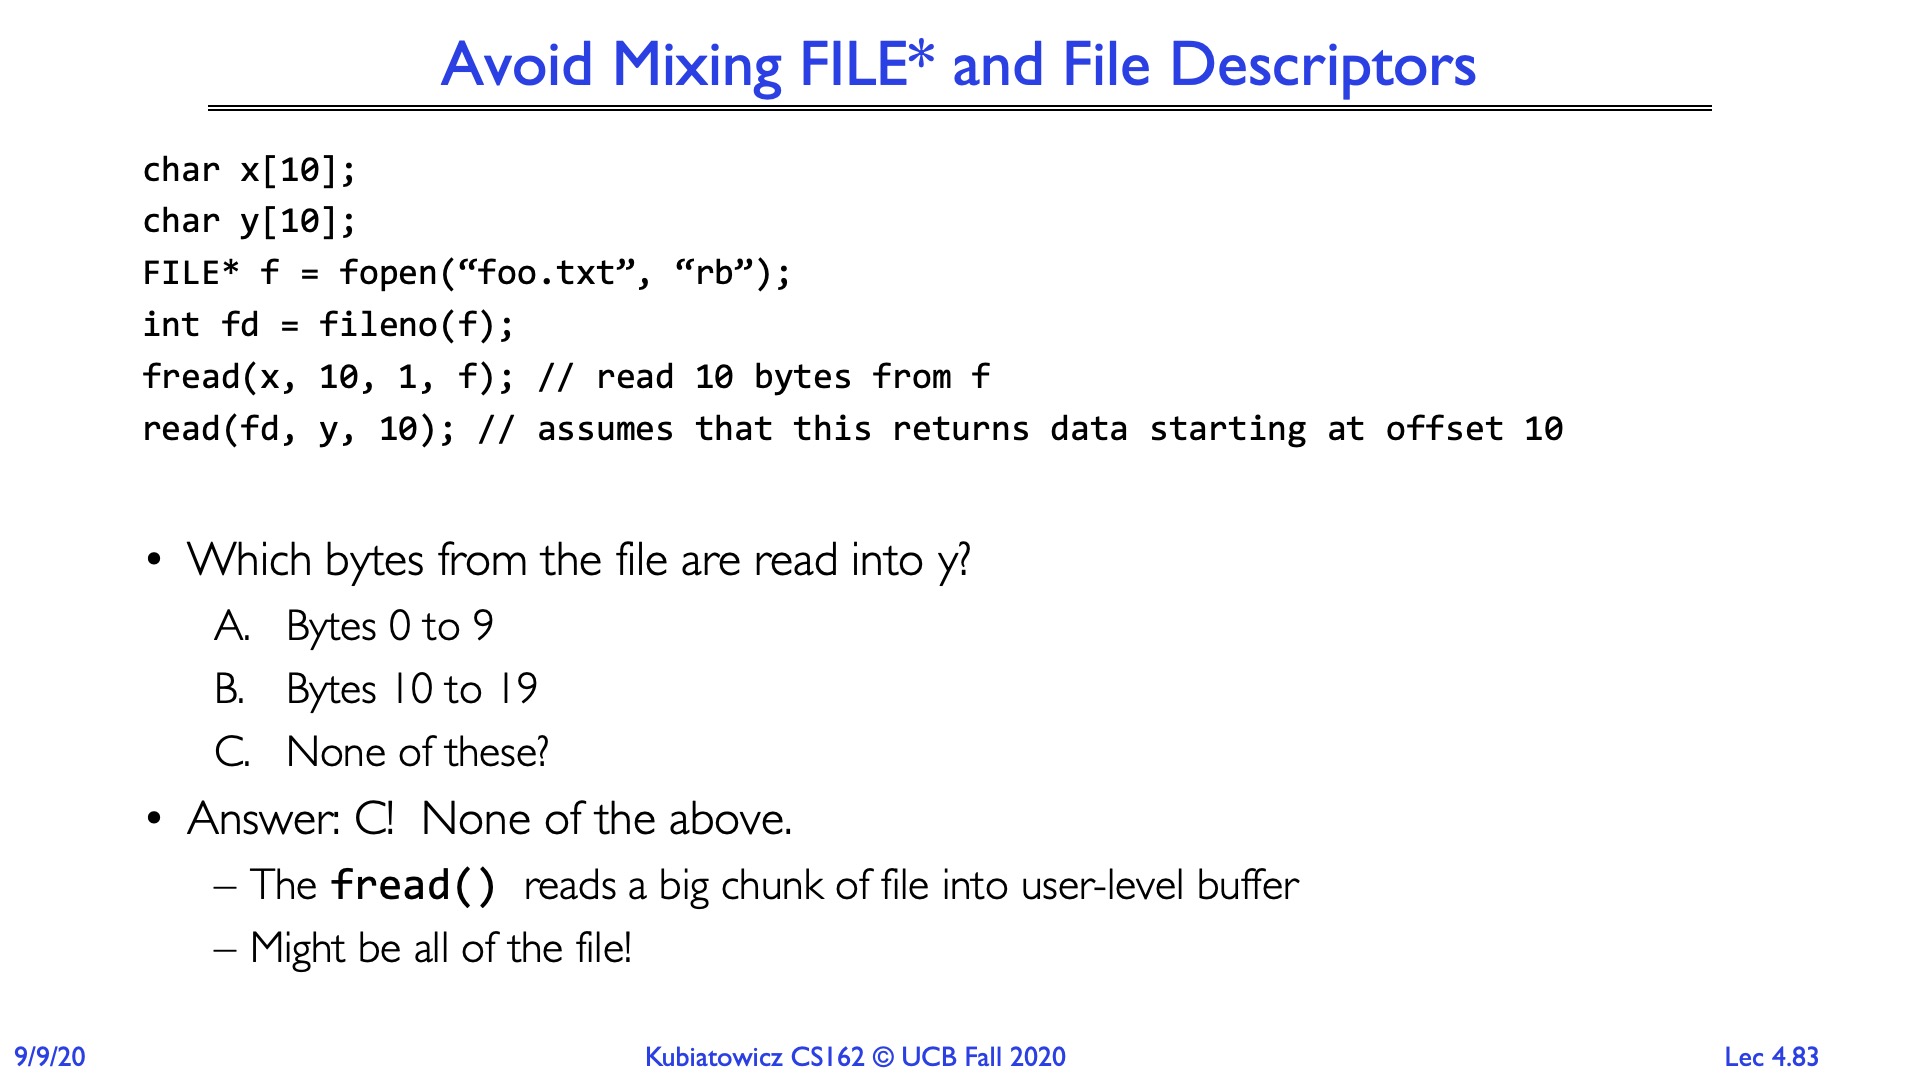 Avoid Mixing FILE* and File Descriptors
char x[10];
char y[10];
FILE* f = fopen(“foo.txt”, “rb”);
int fd = fileno(f);
fread(x, 10, 1, f); // read 10 bytes from f
read(fd, y, 10); // assumes that this returns data starting at offset 10
• Which bytes from the file are read into y?
A. Bytes 0 to 9
B. Bytes 10 to 19
C. None of these?
• Answer: C! None of the above.
– The fread() reads a big chunk of file into user-level buffer
– Might be all of the file!
9/9/20 Kubiatowicz CS162 © UCB Fall 2020 Lec 4.83